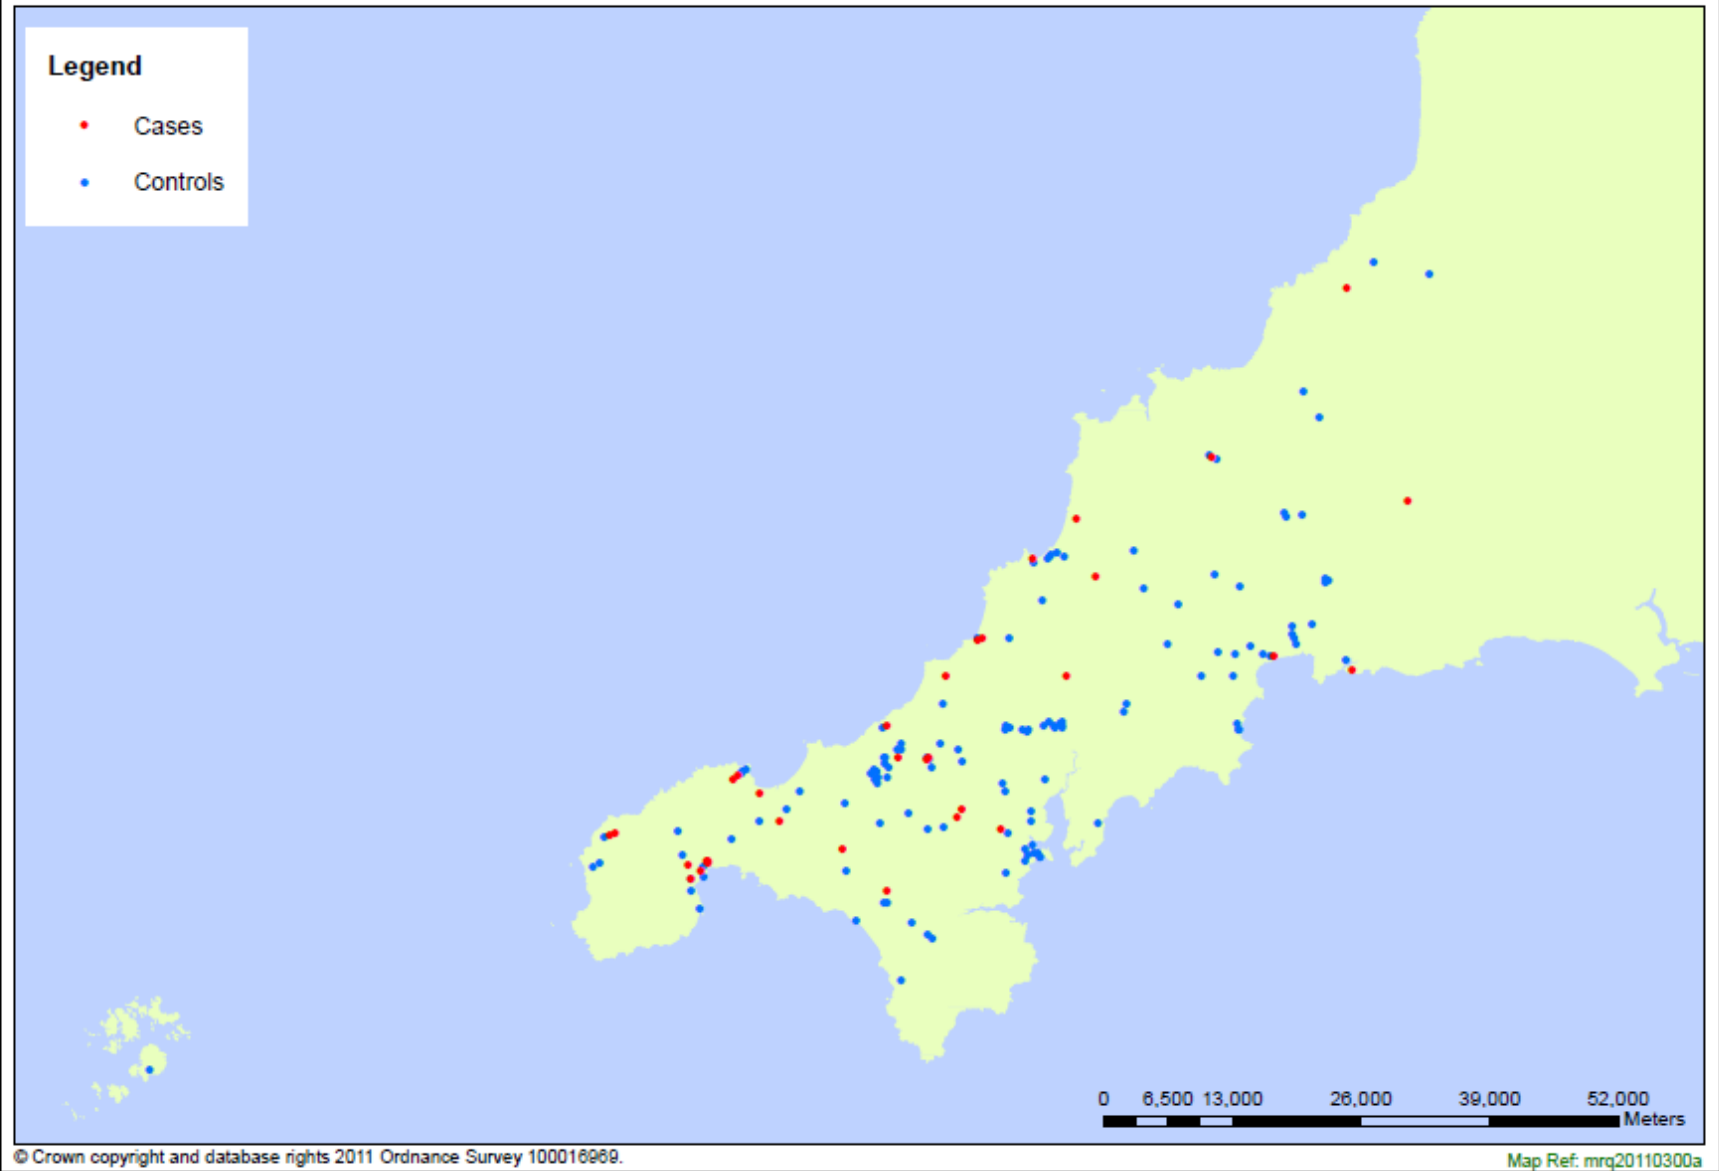 Legend
Cases
Controls
0 6,500 13,000 26,000 39,000 52,000
Meters
© Crown copyright and database rights 2011 Ordnance Survey 100016969.
Map Ref: mrq20110300a